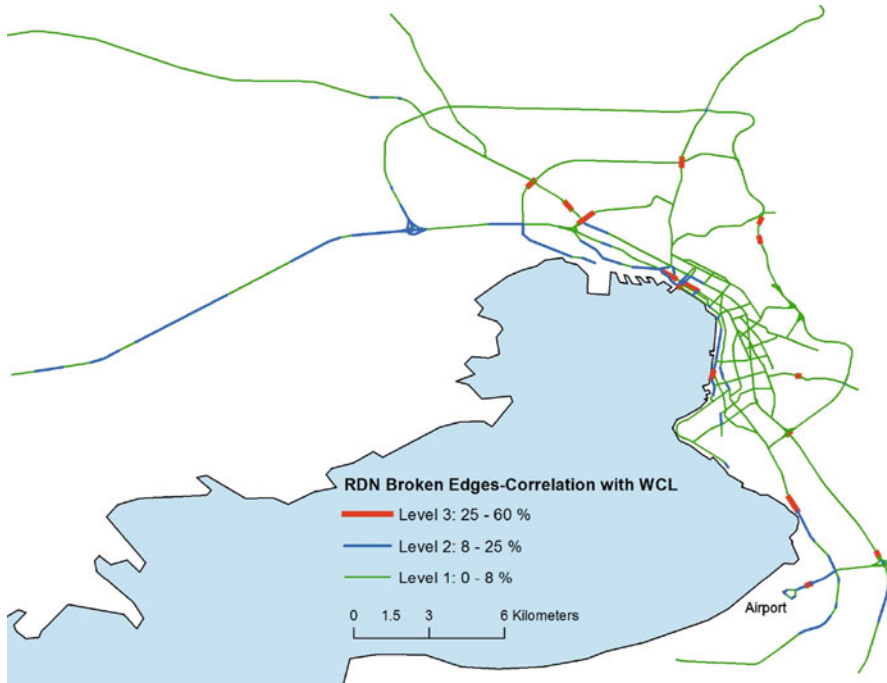 RDN Broken Edges-Correlation with WCL
Level 3: 25 - 60 %
Level 2: 8 - 25 %
Level 1: 0 - 8 %
0 1.5 3 6 Kilometers
Airport